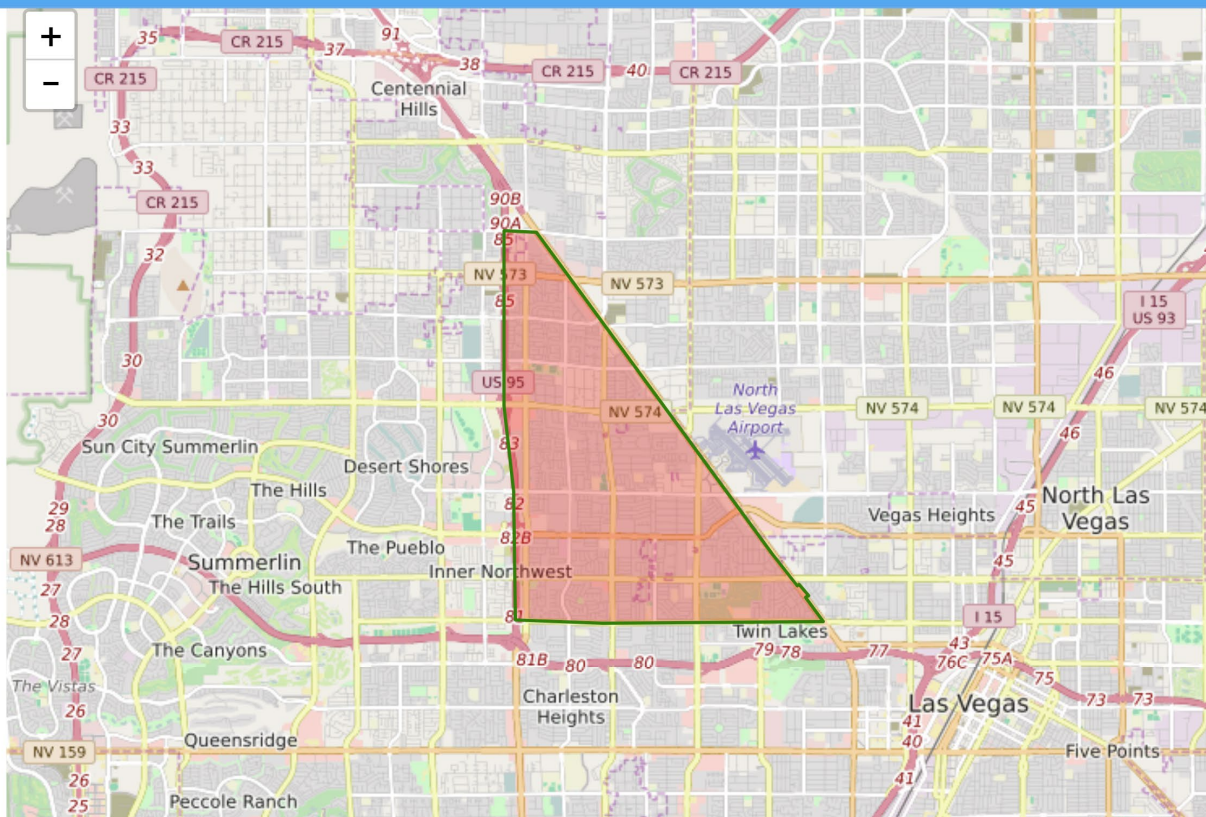 +
−
35
CR 215
37
91
38
CR 215
40
CR 215
CR 215
Centennial
Hills
33
33
CR 215
90B
90A
85
32
NV 573
NV 573
85
I 15
US 93
30
US 95
46
North
Las Vegas
Airport
30
NV 574
NV 574
NV 574
NV 574
Sun City Summerlin
83
46
Desert Shores
The Hills
29
28
The Trails
82
45
North Las
Vegas
Vegas Heights
82B
The Pueblo
NV 613
Summerlin
Inner Northwest
45
27
The Hills South
28
81
I 15
Twin Lakes
27
The Canyons
81B
80
80
79
78
77
43
76C
75A
75
The Vistas
26
Charleston
Heights
73
73
Las Vegas
41
40
NV 159
Queensridge
Five Points
26
25
41
Peccole Ranch